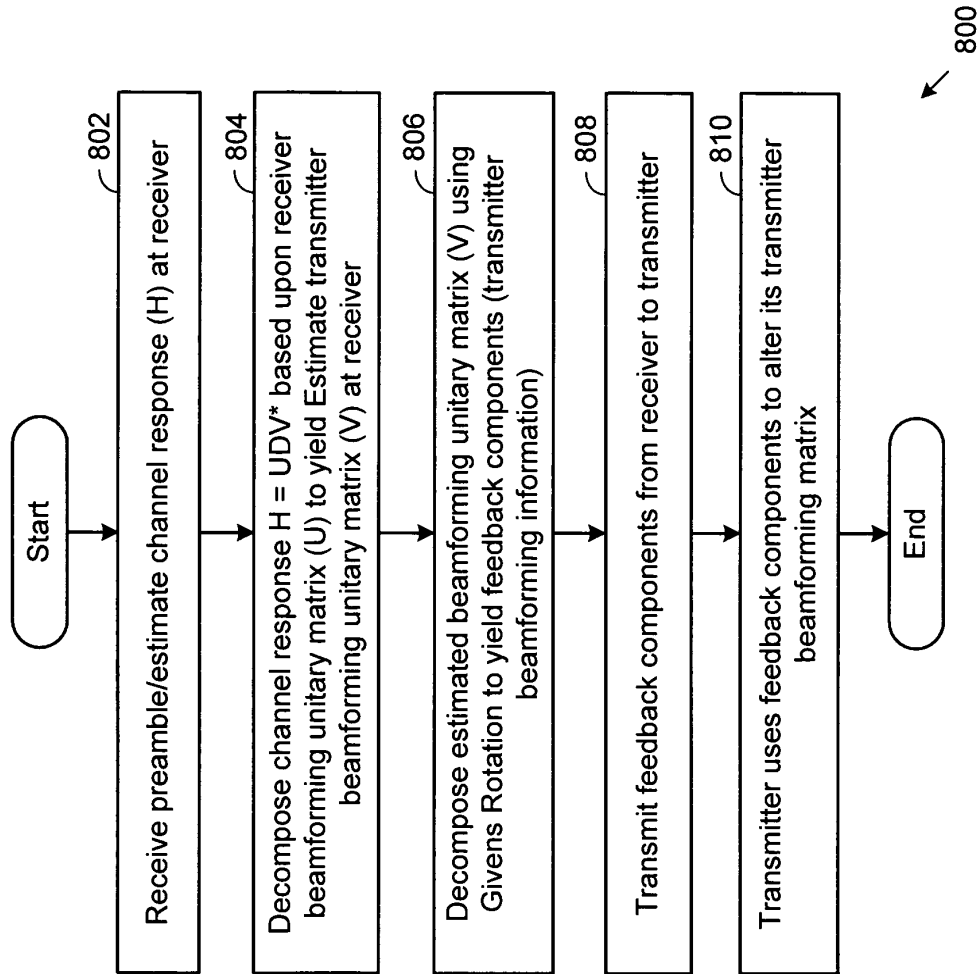 Start
802
Receive preamble/estimate channel response (H) at receiver
804
Decompose channel response H = UDV* based upon receiver
beamforming unitary matrix (U) to yield Estimate transmitter
beamforming unitary matrix (V) at receiver
806
Decompose estimated beamforming unitary matrix (V) using
Givens Rotation to yield feedback components (transmitter
beamforming information)
808
Transmit feedback components from receiver to transmitter
810
Transmitter uses feedback components to alter its transmitter
beamforming matrix
End
800